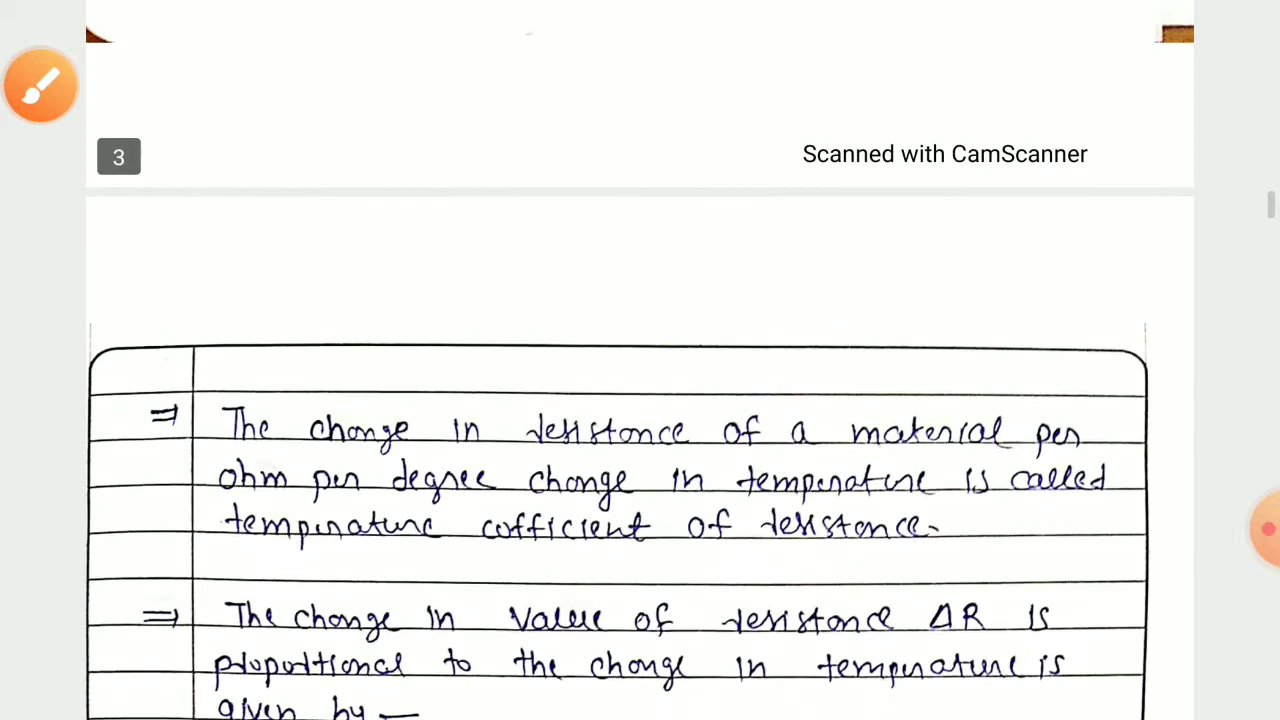 3
Scanned with CamScanner
⇒ The change in resistance of a material per
ohm per degree change in temperature is called
temperature cofficient of resistance.
⇒ The change in value of resistance ΔR is
propotional to the change in temperature is
given by —